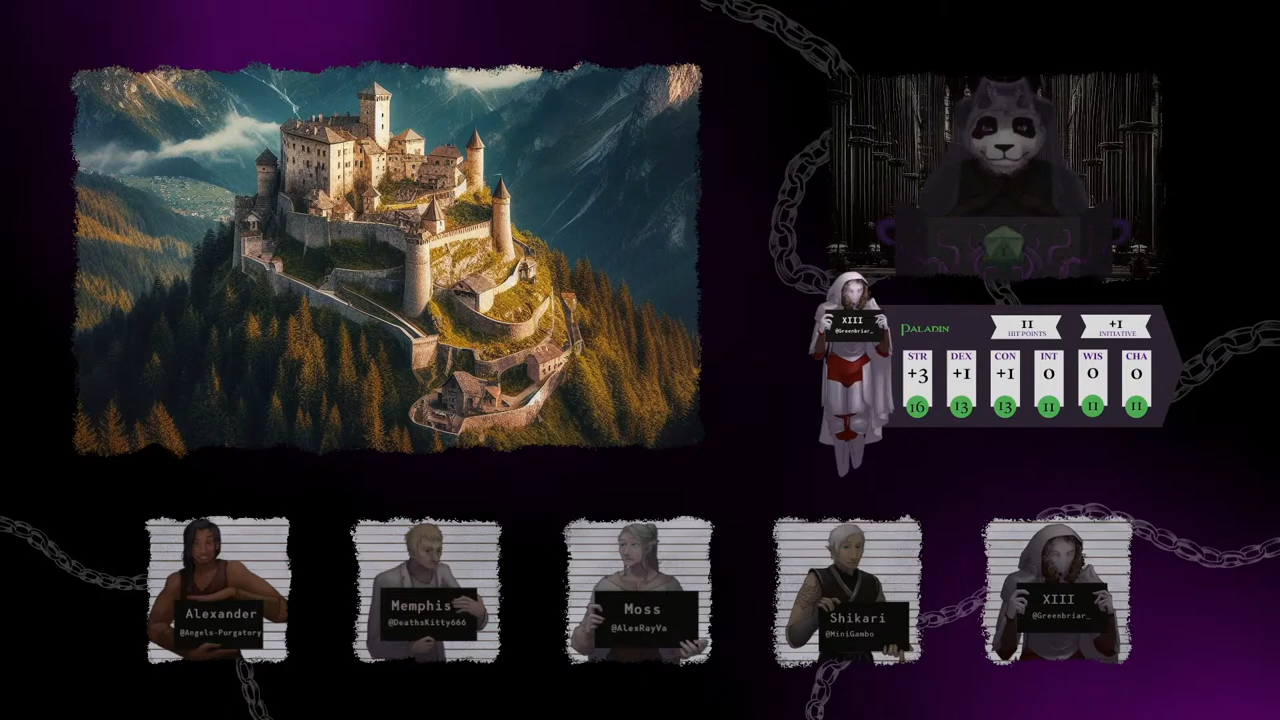 XIII
@Greenbriar_
Paladin
11
HIT POINTS
+1
INITIATIVE
STR DEX CON INT WIS CHA
+3 +1 +1 0 0 0
16 13 13 11 11 11
Alexander
@Angels-Purgatory
Memphis
@DeathsKitty666
Moss
@AlexRayVa
Shikari
@MiniGambo
XIII
@Greenbriar_